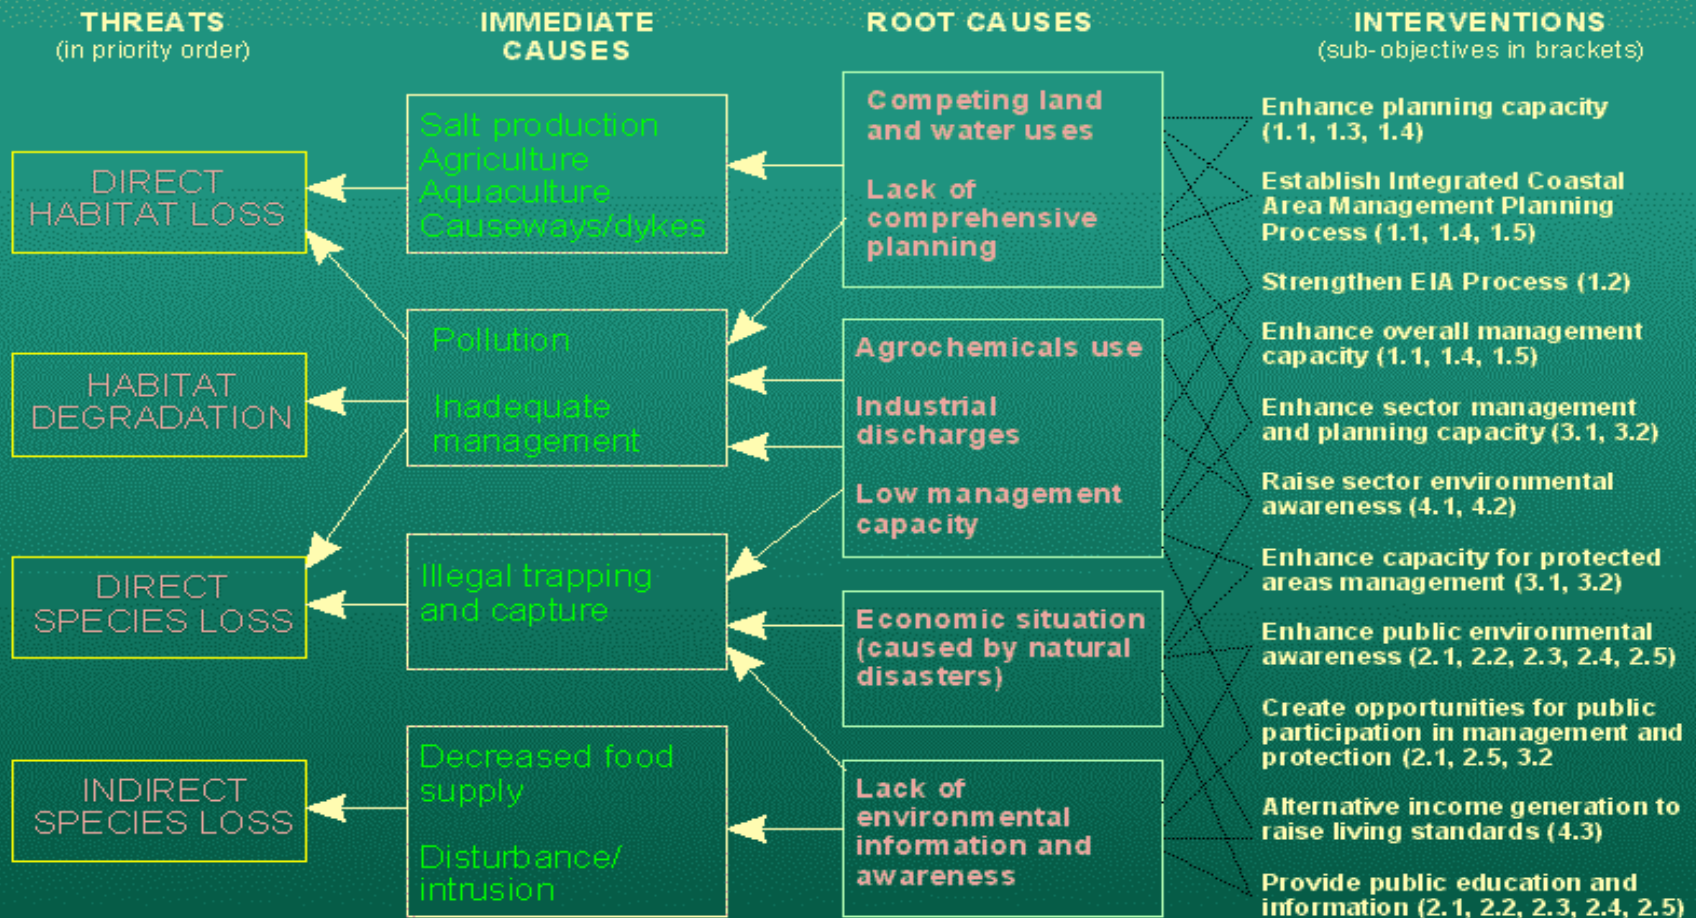 THREATS
(in priority order)
DIRECT
HABITAT LOSS
HABITAT
DEGRADATION
DIRECT
SPECIES LOSS
INDIRECT
SPECIES LOSS
IMMEDIATE
CAUSES
Salt production
Agriculture
Aquaculture
Causeways/dykes
Pollution
Inadequate
management
Illegal trapping
and capture
Decreased food
supply
Disturbance/
intrusion
ROOT CAUSES
Competing land
and water uses
Lack of
comprehensive
planning
Agrochemicals use
Industrial
discharges
Low management
capacity
Economic situation
(caused by natural
disasters)
Lack of
environmental
information and
awareness
INTERVENTIONS
(sub-objectives in brackets)
Enhance planning capacity
(1.1, 1.3, 1.4)
Establish Integrated Coastal
Area Management Planning
Process (1.1, 1.4, 1.5)
Strengthen EIA Process (1.2)
Enhance overall management
capacity (1.1, 1.4, 1.5)
Enhance sector management
and planning capacity (3.1, 3.2)
Raise sector environmental
awareness (4.1, 4.2)
Enhance capacity for protected
areas management (3.1, 3.2)
Enhance public environmental
awareness (2.1, 2.2, 2.3, 2.4, 2.5)
Create opportunities for public
participation in management and
protection (2.1, 2.5, 3.2
Alternative income generation to
raise living standards (4.3)
Provide public education and
information (2.1, 2.2, 2.3, 2.4, 2.5)